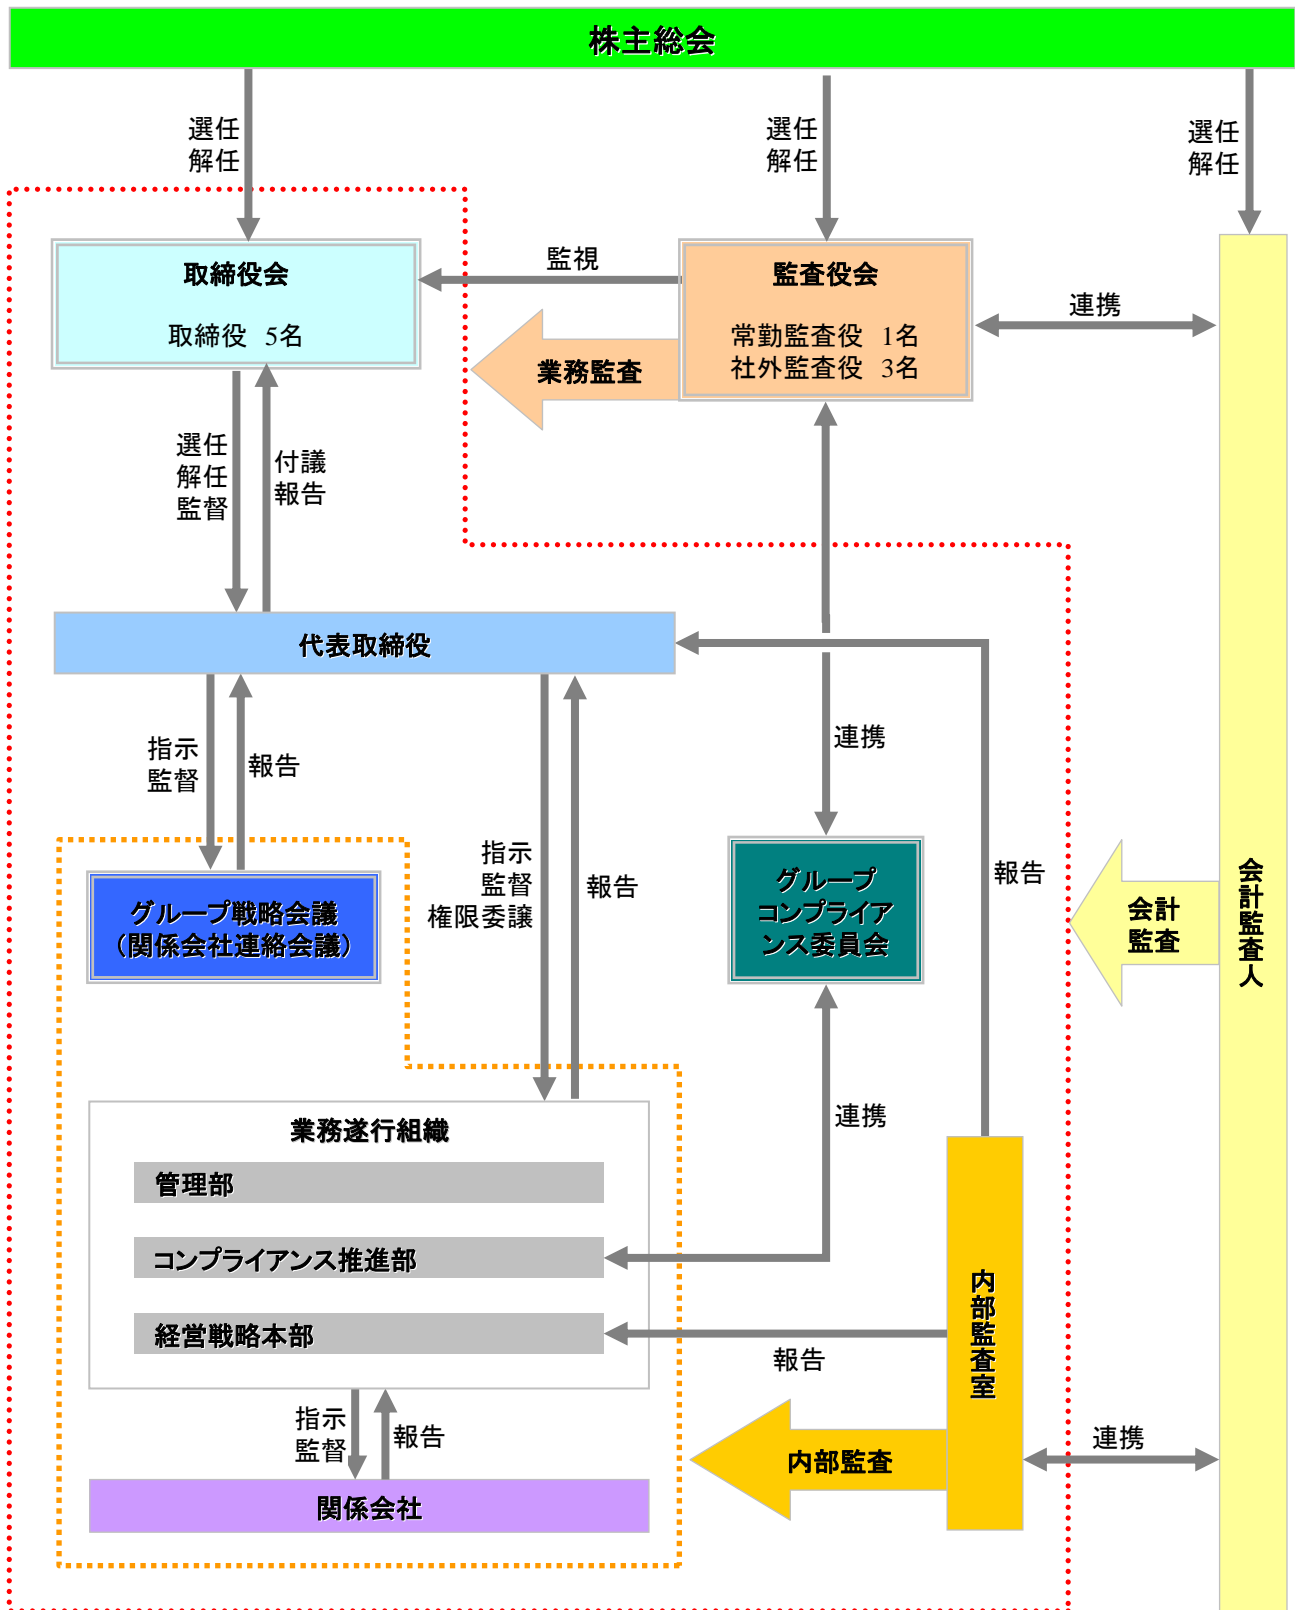 株主総会
選任
解任
選任
解任
選任
解任
取締役会
取締役 5名
監視
監査役会
常勤監査役 1名
社外監査役 3名
連携
業務監査
選任
解任
監督
付議
報告
代表取締役
指示
監督
報告
連携
指示
監督
権限委譲
報告
グループ戦略会議
（関係会社連絡会議）
グループ
コンプライア
ンス委員会
報告
会計
監査
会計監査人
連携
業務遂行組織
管理部
コンプライアンス推進部
経営戦略本部
報告
内部監査室
指示
監督
報告
内部監査
連携
関係会社